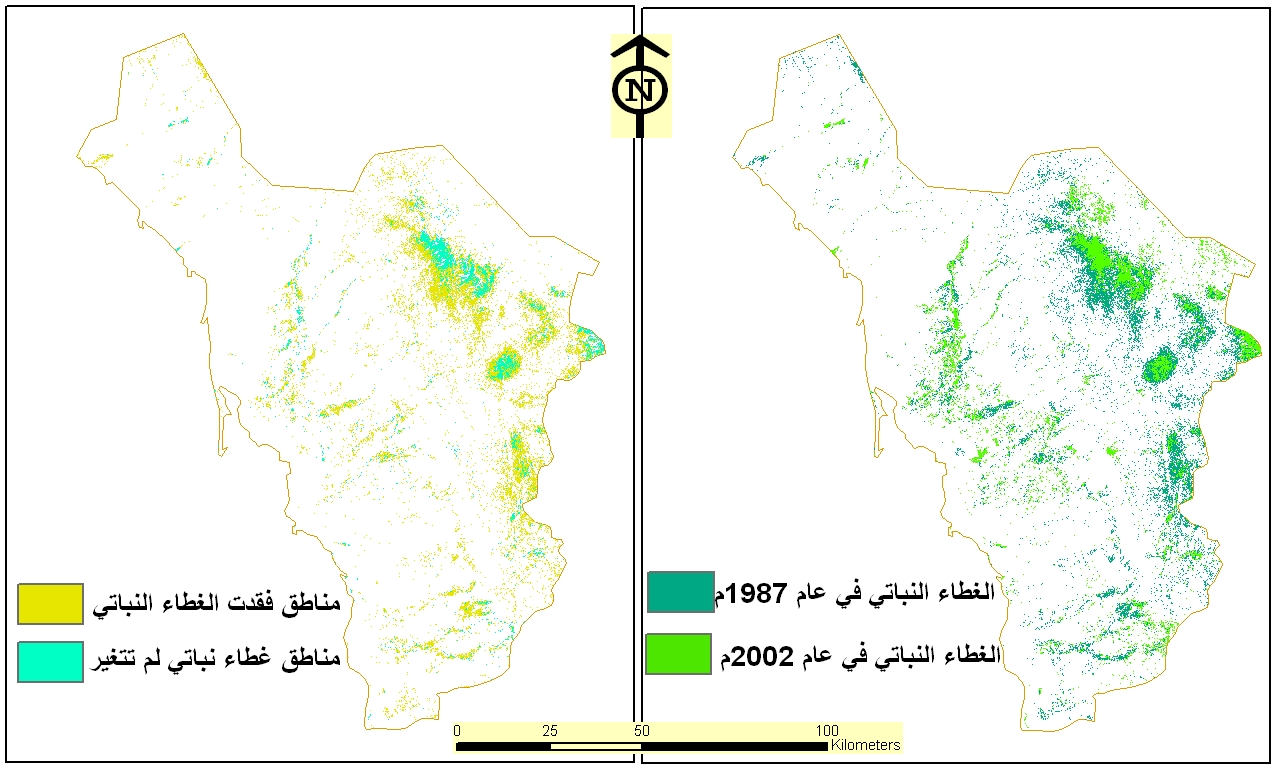 N
مناطق فقدت الغطاء النباتي
مناطق غطاء نباتي لم تتغير
الغطاء النباتي في عام 1987م
الغطاء النباتي في عام 2002م
0 25 50 100
Kilometers